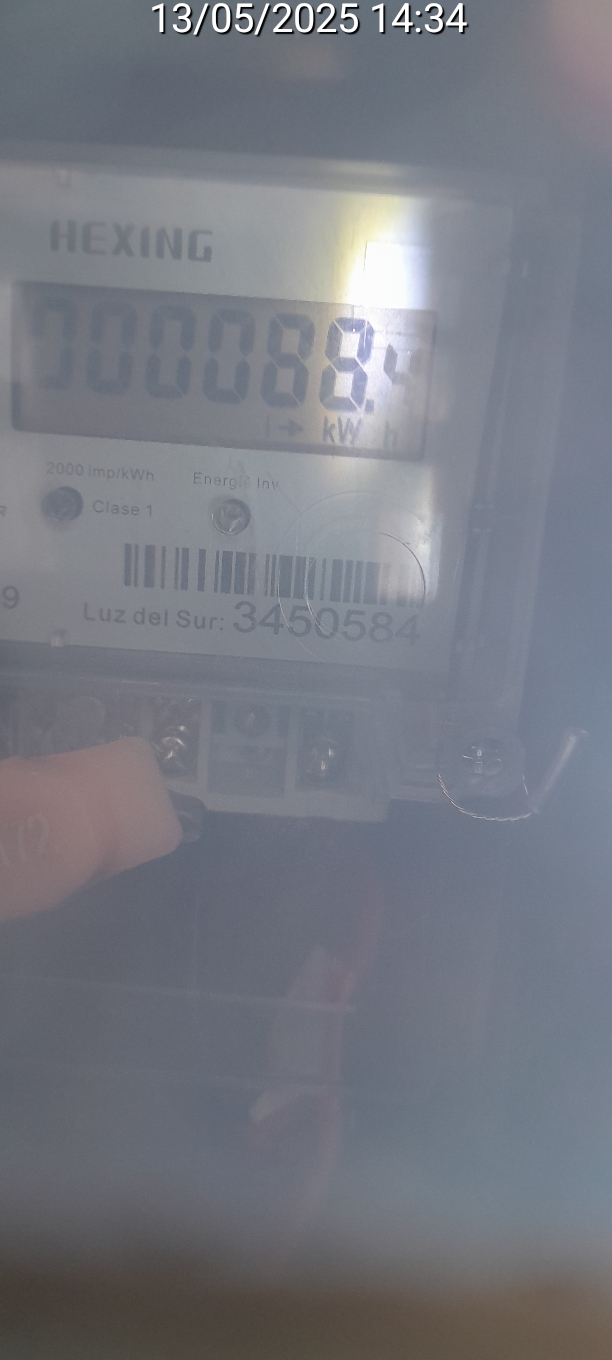 13/05/2025 14:34
HEXING
000088.4
kW h
2000 imp/kWh
Clase 1
Luz del Sur: 3450584